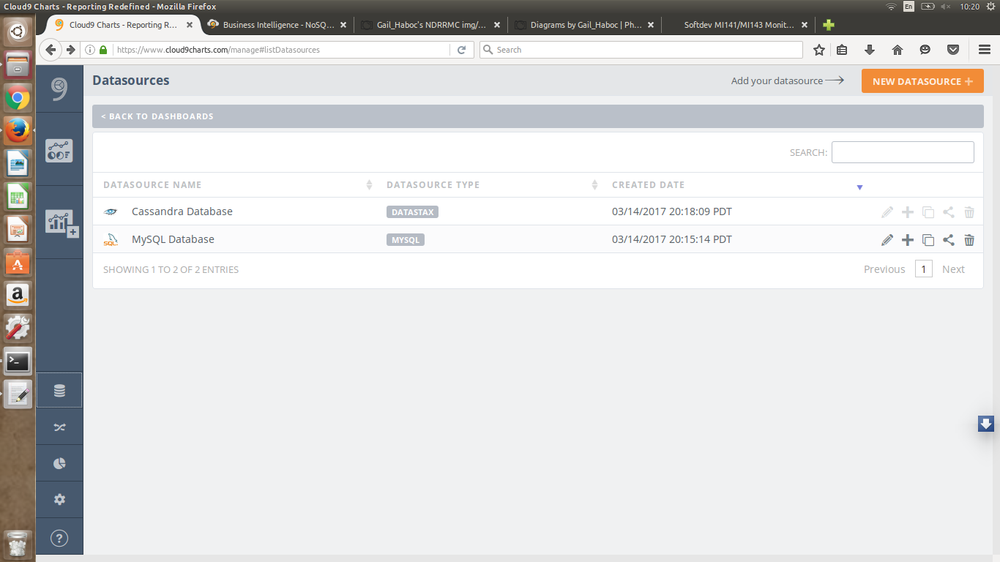 Cloud9 Charts - Reporting Redefined - Mozilla Firefox
En
10:20
Cloud9 Charts - Reporting R...
Business Intelligence - NoSQ...
Gail_Haboc's NDRRMC img/...
Diagrams by Gail_Haboc | Ph...
Softdev MI141/MI143 Monit...
https://www.cloud9charts.com/manage#listDatasources
Search
Datasources
Add your datasource
NEW DATASOURCE +
< BACK TO DASHBOARDS
SEARCH:
DATASOURCE NAME
DATASOURCE TYPE
CREATED DATE
Cassandra Database
DATASTAX
03/14/2017 20:18:09 PDT
SQL
MySQL Database
MYSQL
03/14/2017 20:15:14 PDT
SHOWING 1 TO 2 OF 2 ENTRIES
Previous
1
Next